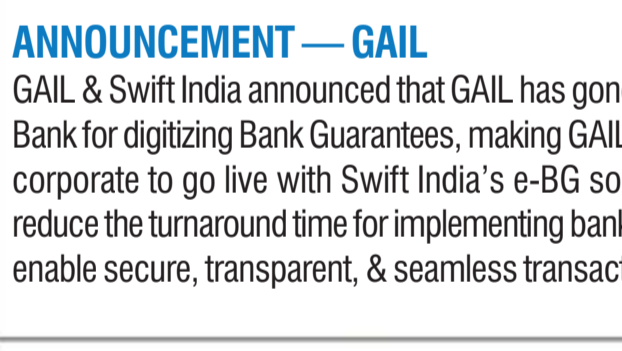 ANNOUNCEMENT — GAIL
GAIL & Swift India announced that GAIL has gon
Bank for digitizing Bank Guarantees, making GAIL
corporate to go live with Swift India's e-BG so
reduce the turnaround time for implementing bank
enable secure, transparent, & seamless transact